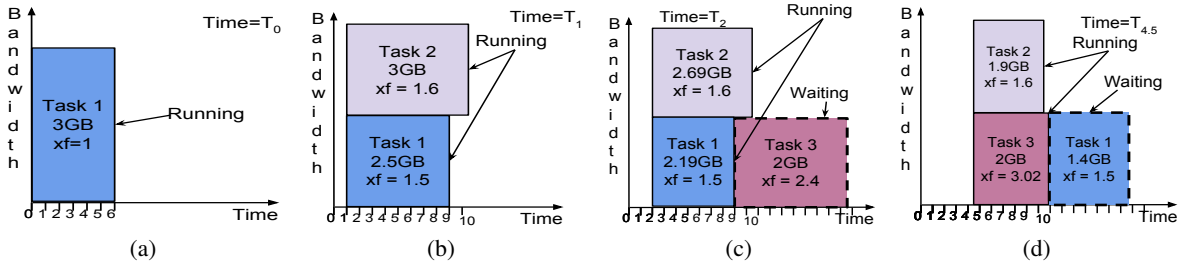 Bandwidth
Time=T0
Task 1
3GB
xf=1
Running
0 1 2 3 4 5 6
Time
(a)
Bandwidth
Time=T1
Task 2
3GB
xf = 1.6
Running
Task 1
2.5GB
xf = 1.5
0 1 2 3 4 5 6 7 8 9 10
Time
(b)
Bandwidth
Time=T2
Running
Task 2
2.69GB
xf = 1.6
Waiting
Task 1
2.19GB
xf = 1.5
Task 3
2GB
xf = 2.4
0 1 2 3 4 5 6 7 8 9 10
Time
(c)
Bandwidth
Time=T4.5
Running
Task 2
1.9GB
xf = 1.6
Waiting
Task 3
2GB
xf = 3.02
Task 1
1.4GB
xf = 1.5
0 1 2 3 4 5 6 7 8 9 10
Time
(d)